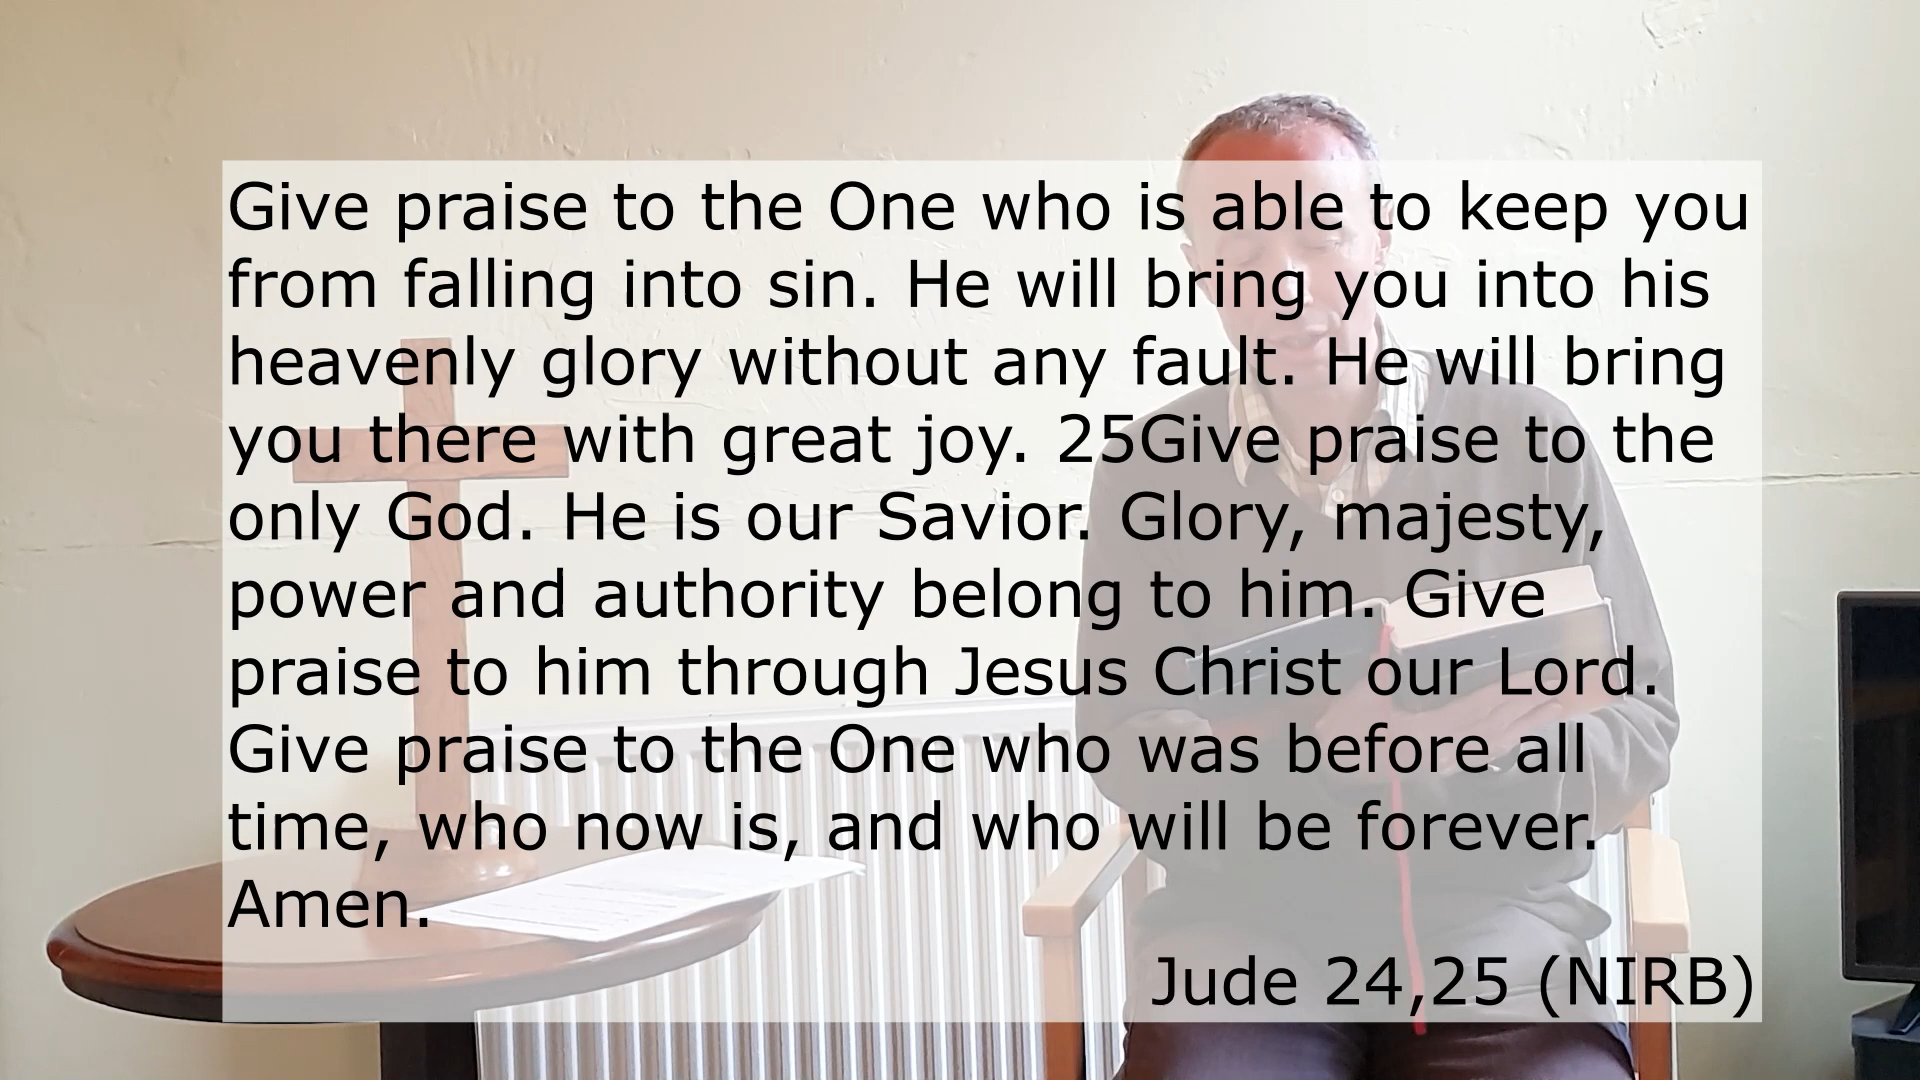 Give praise to the One who is able to keep you
from falling into sin. He will bring you into his
heavenly glory without any fault. He will bring
you there with great joy. 25Give praise to the
only God. He is our Savior. Glory, majesty,
power and authority belong to him. Give
praise to him through Jesus Christ our Lord.
Give praise to the One who was before all
time, who now is, and who will be forever.
Amen.
Jude 24,25 (NIRB)